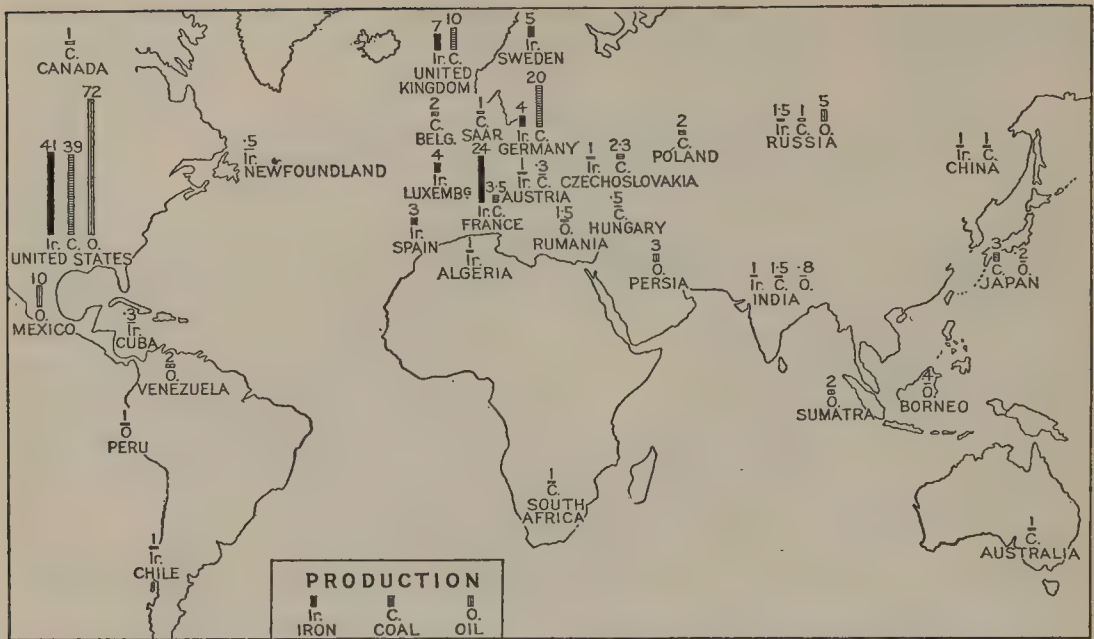 1
C.
CANADA
72
41 39
Ir. C. O.
UNITED STATES
·5
Ir.
NEWFOUNDLAND
10
O.
MEXICO
·3
Ir.
CUBA
2
O.
VENEZUELA
1
O.
PERU
1
Ir.
CHILE
7 10
Ir. C.
UNITED
KINGDOM
5
Ir.
SWEDEN
2
C.
BELG.
1
C.
SAAR
20
4
Ir. C.
GERMANY
4
Ir.
LUXEMBG.
24
3·5
Ir. C.
FRANCE
1 ·3
Ir. C.
AUSTRIA
1 2·3
Ir. C.
CZECHOSLOVAKIA
2
C.
POLAND
1·5 1 5
Ir. C. O.
RUSSIA
1 1
Ir. C.
CHINA
3
Ir.
SPAIN
1
Ir.
ALGERIA
1·5
O.
RUMANIA
·5
C.
HUNGARY
3
O.
PERSIA
1 1·5 ·8
Ir. C. O.
INDIA
3 2
C. O.
JAPAN
2
O.
SUMATRA
4
O.
BORNEO
1
C.
SOUTH
AFRICA
1
C.
AUSTRALIA
PRODUCTION
Ir. C. O.
IRON COAL OIL